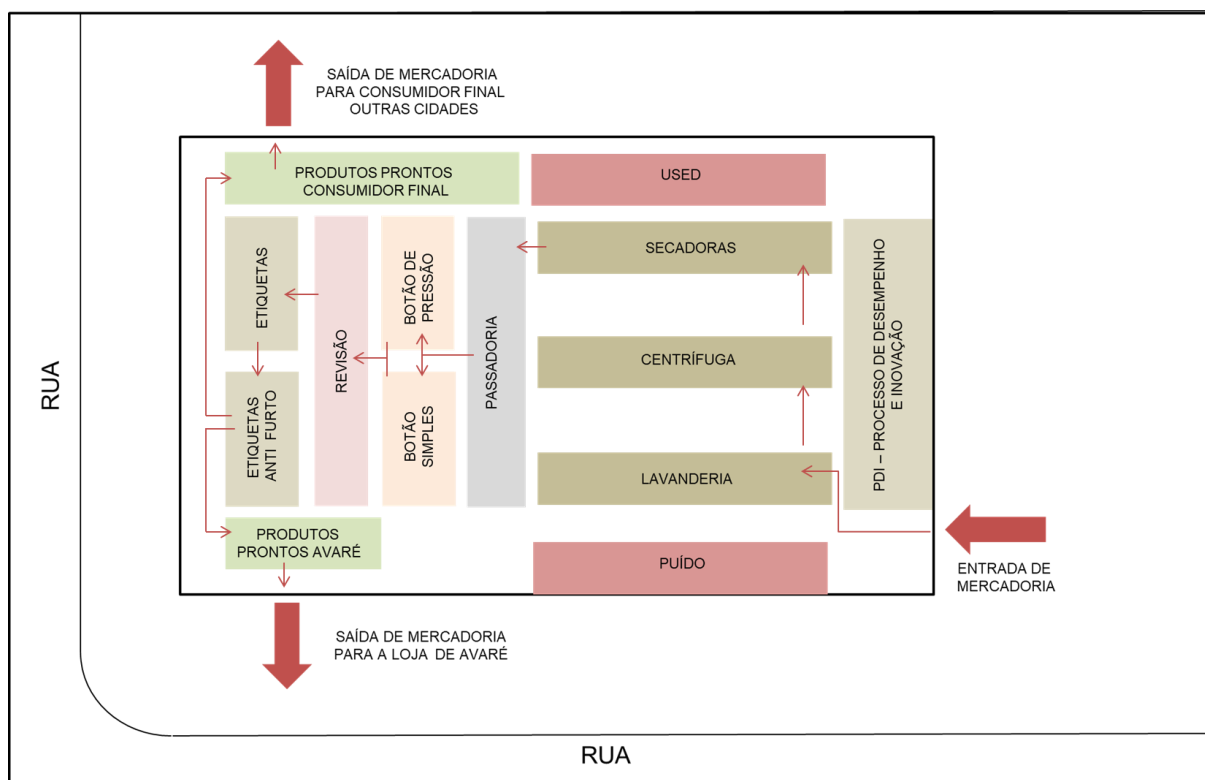 SAÍDA DE MERCADORIA
PARA CONSUMIDOR FINAL
OUTRAS CIDADES
PRODUTOS PRONTOS
CONSUMIDOR FINAL
USED
ETIQUETAS
REVISÃO
BOTÃO DE
PRESSÃO
PASSADORIA
SECADORAS
PDI – PROCESSO DE DESEMPENHO
E INOVAÇÃO
CENTRÍFUGA
RUA
ETIQUETAS
ANTI FURTO
BOTÃO
SIMPLES
LAVANDERIA
PRODUTOS
PRONTOS AVARÉ
PUÍDO
ENTRADA DE
MERCADORIA
SAÍDA DE MERCADORIA
PARA A LOJA DE AVARÉ
RUA